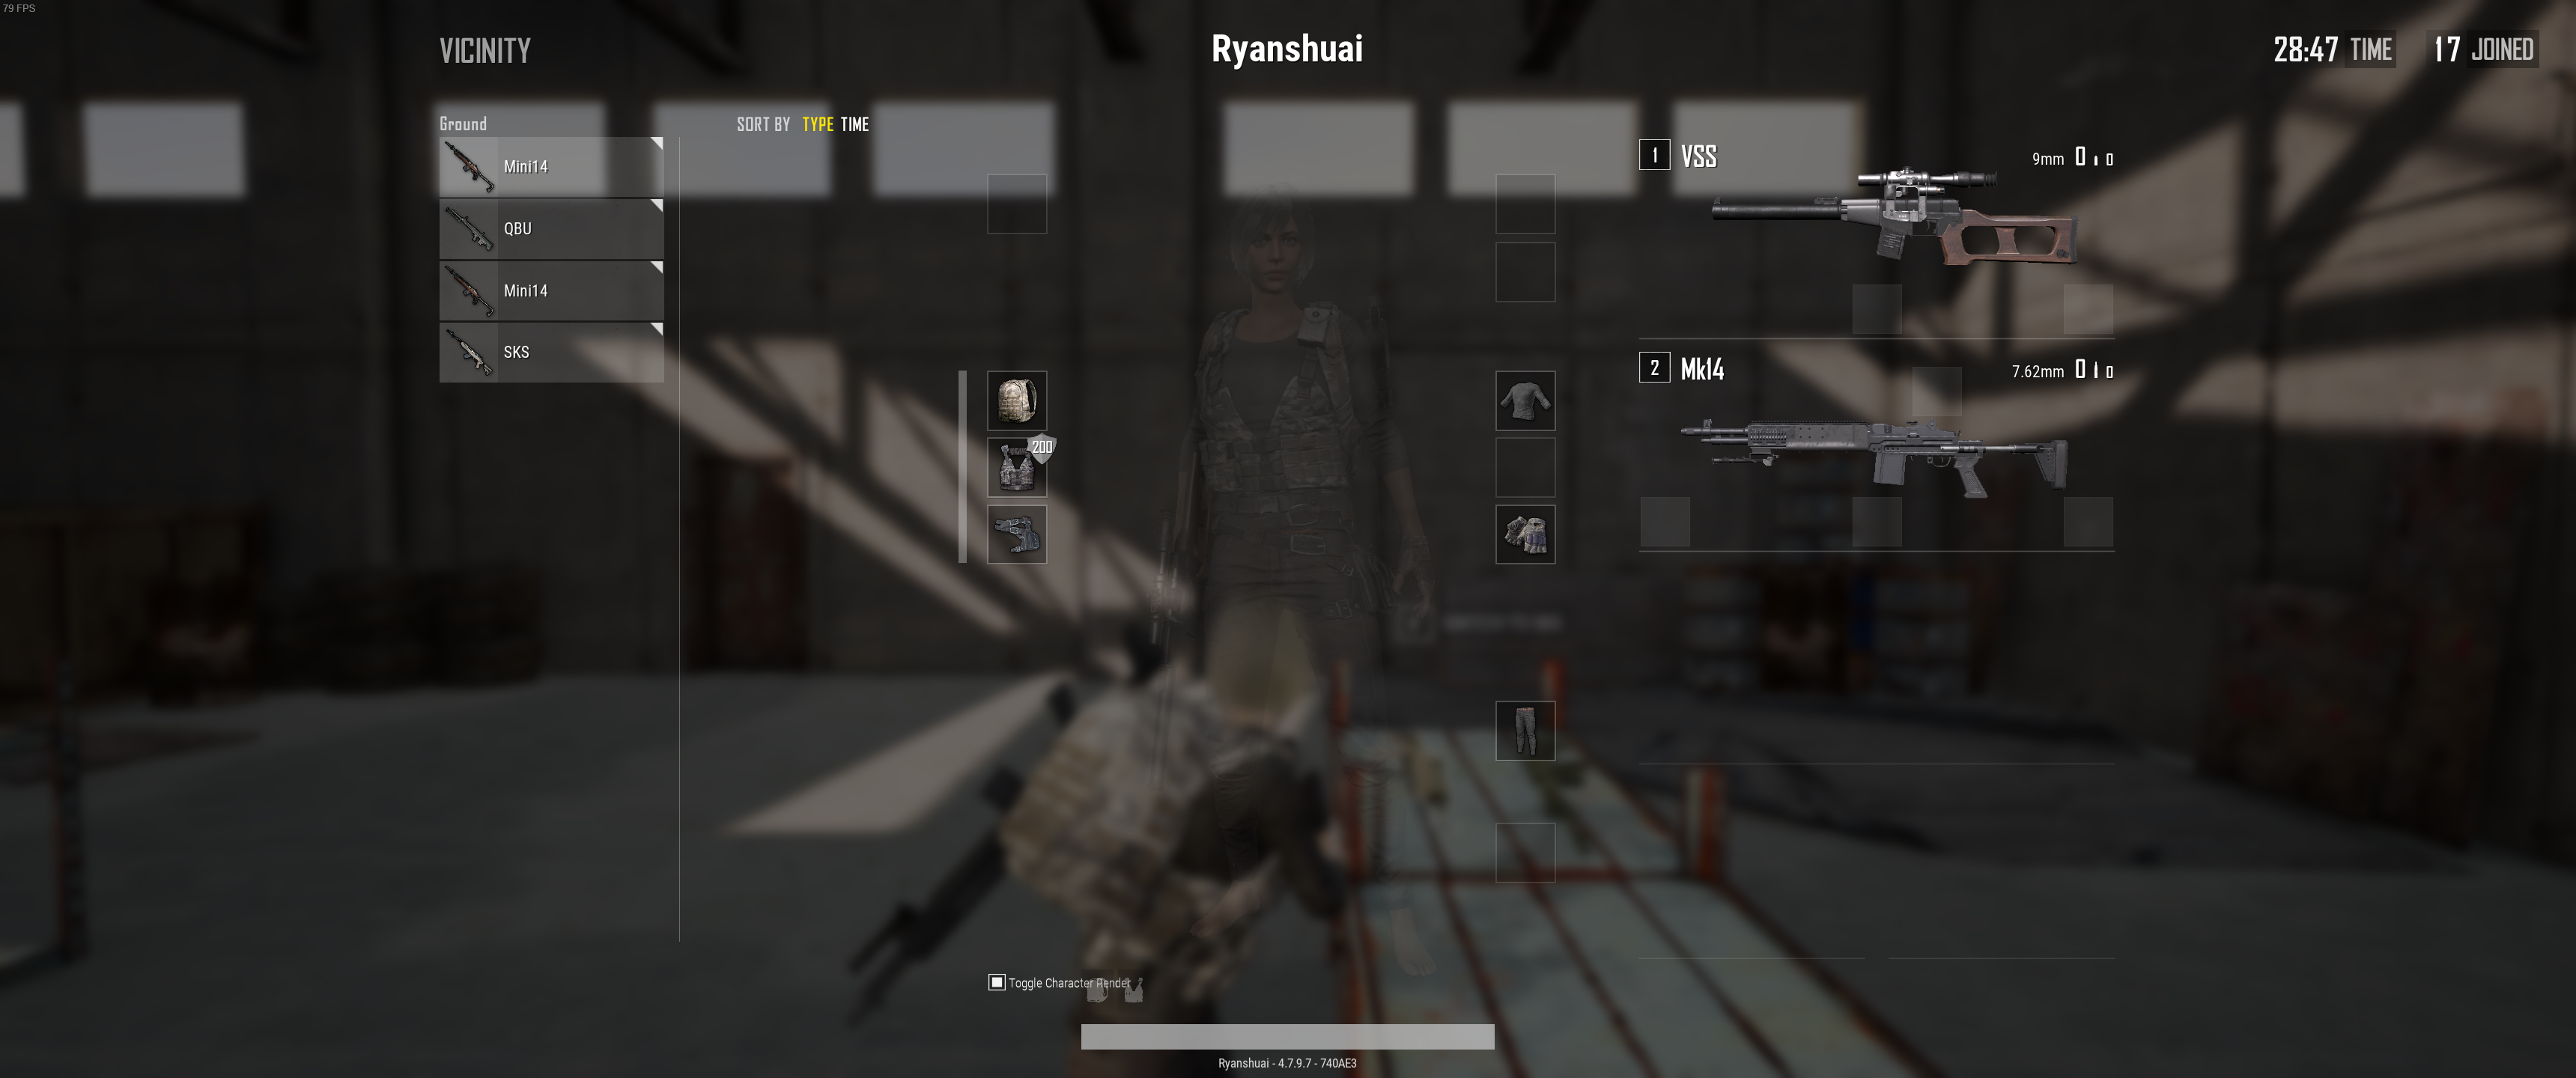 79 FPS
VICINITY
Ryanshuai
28:47 TIME 17 JOINED
Ground
SORT BY TYPE TIME
Mini14
QBU
Mini14
SKS
200
1 VSS
9mm 0 0
2 Mk14
7.62mm 0 0
Toggle Character Render
Ryanshuai - 4.7.9.7 - 740AE3